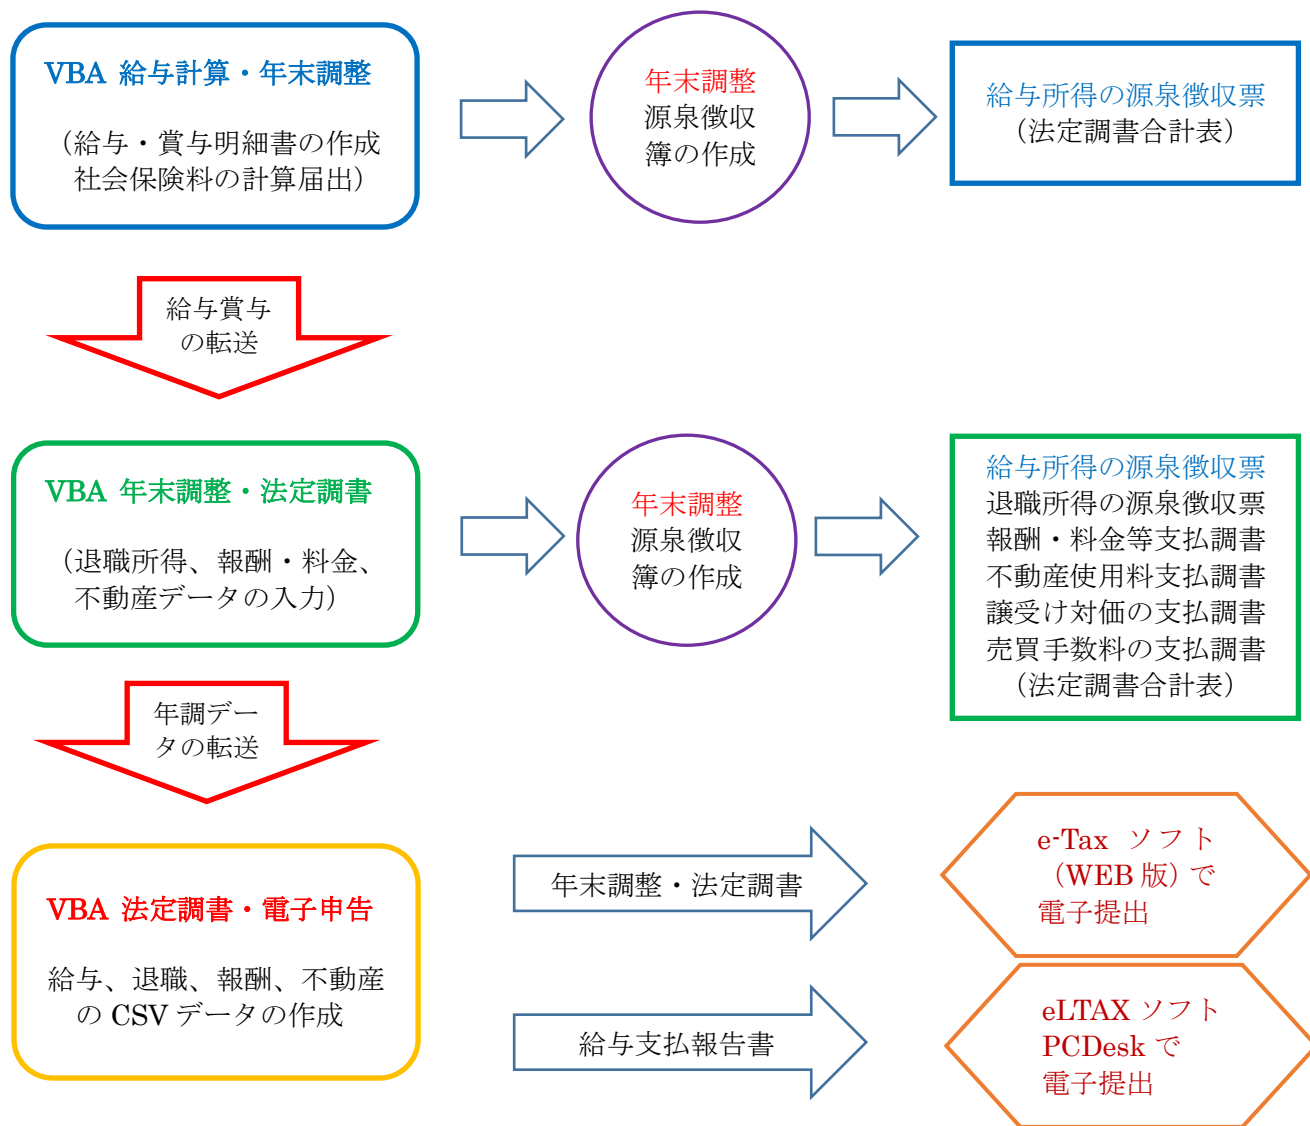 VBA 給与計算・年末調整
（給与・賞与明細書の作成
社会保険料の計算届出）
年末調整
源泉徴収
簿の作成
給与所得の源泉徴収票
（法定調書合計表）
給与賞与
の転送
VBA 年末調整・法定調書
（退職所得、報酬・料金、
不動産データの入力）
年末調整
源泉徴収
簿の作成
給与所得の源泉徴収票
退職所得の源泉徴収票
報酬・料金等支払調書
不動産使用料支払調書
譲受け対価の支払調書
売買手数料の支払調書
（法定調書合計表）
年調デー
タの転送
VBA 法定調書・電子申告
給与、退職、報酬、不動産
の CSV データの作成
年末調整・法定調書
e-Tax ソフト
（WEB 版）で
電子提出
給与支払報告書
eLTAX ソフト
PCDesk で
電子提出